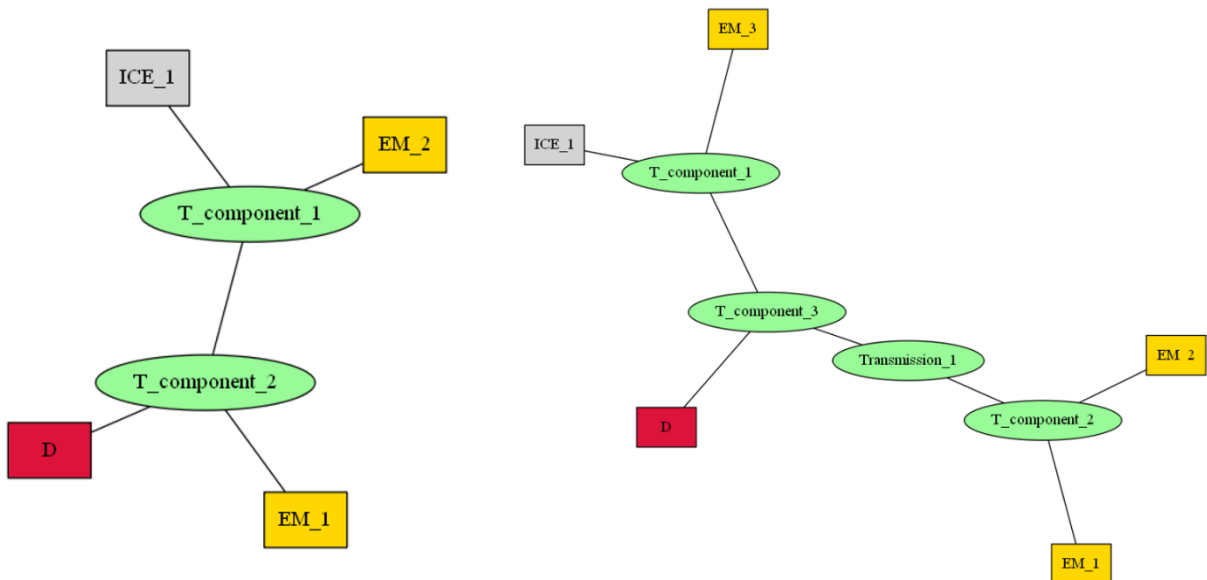 ICE_1
EM_2
T_component_1
T_component_2
D
EM_1
EM_3
ICE_1
T_component_1
T_component_3
Transmission_1
EM_2
D
T_component_2
EM_1